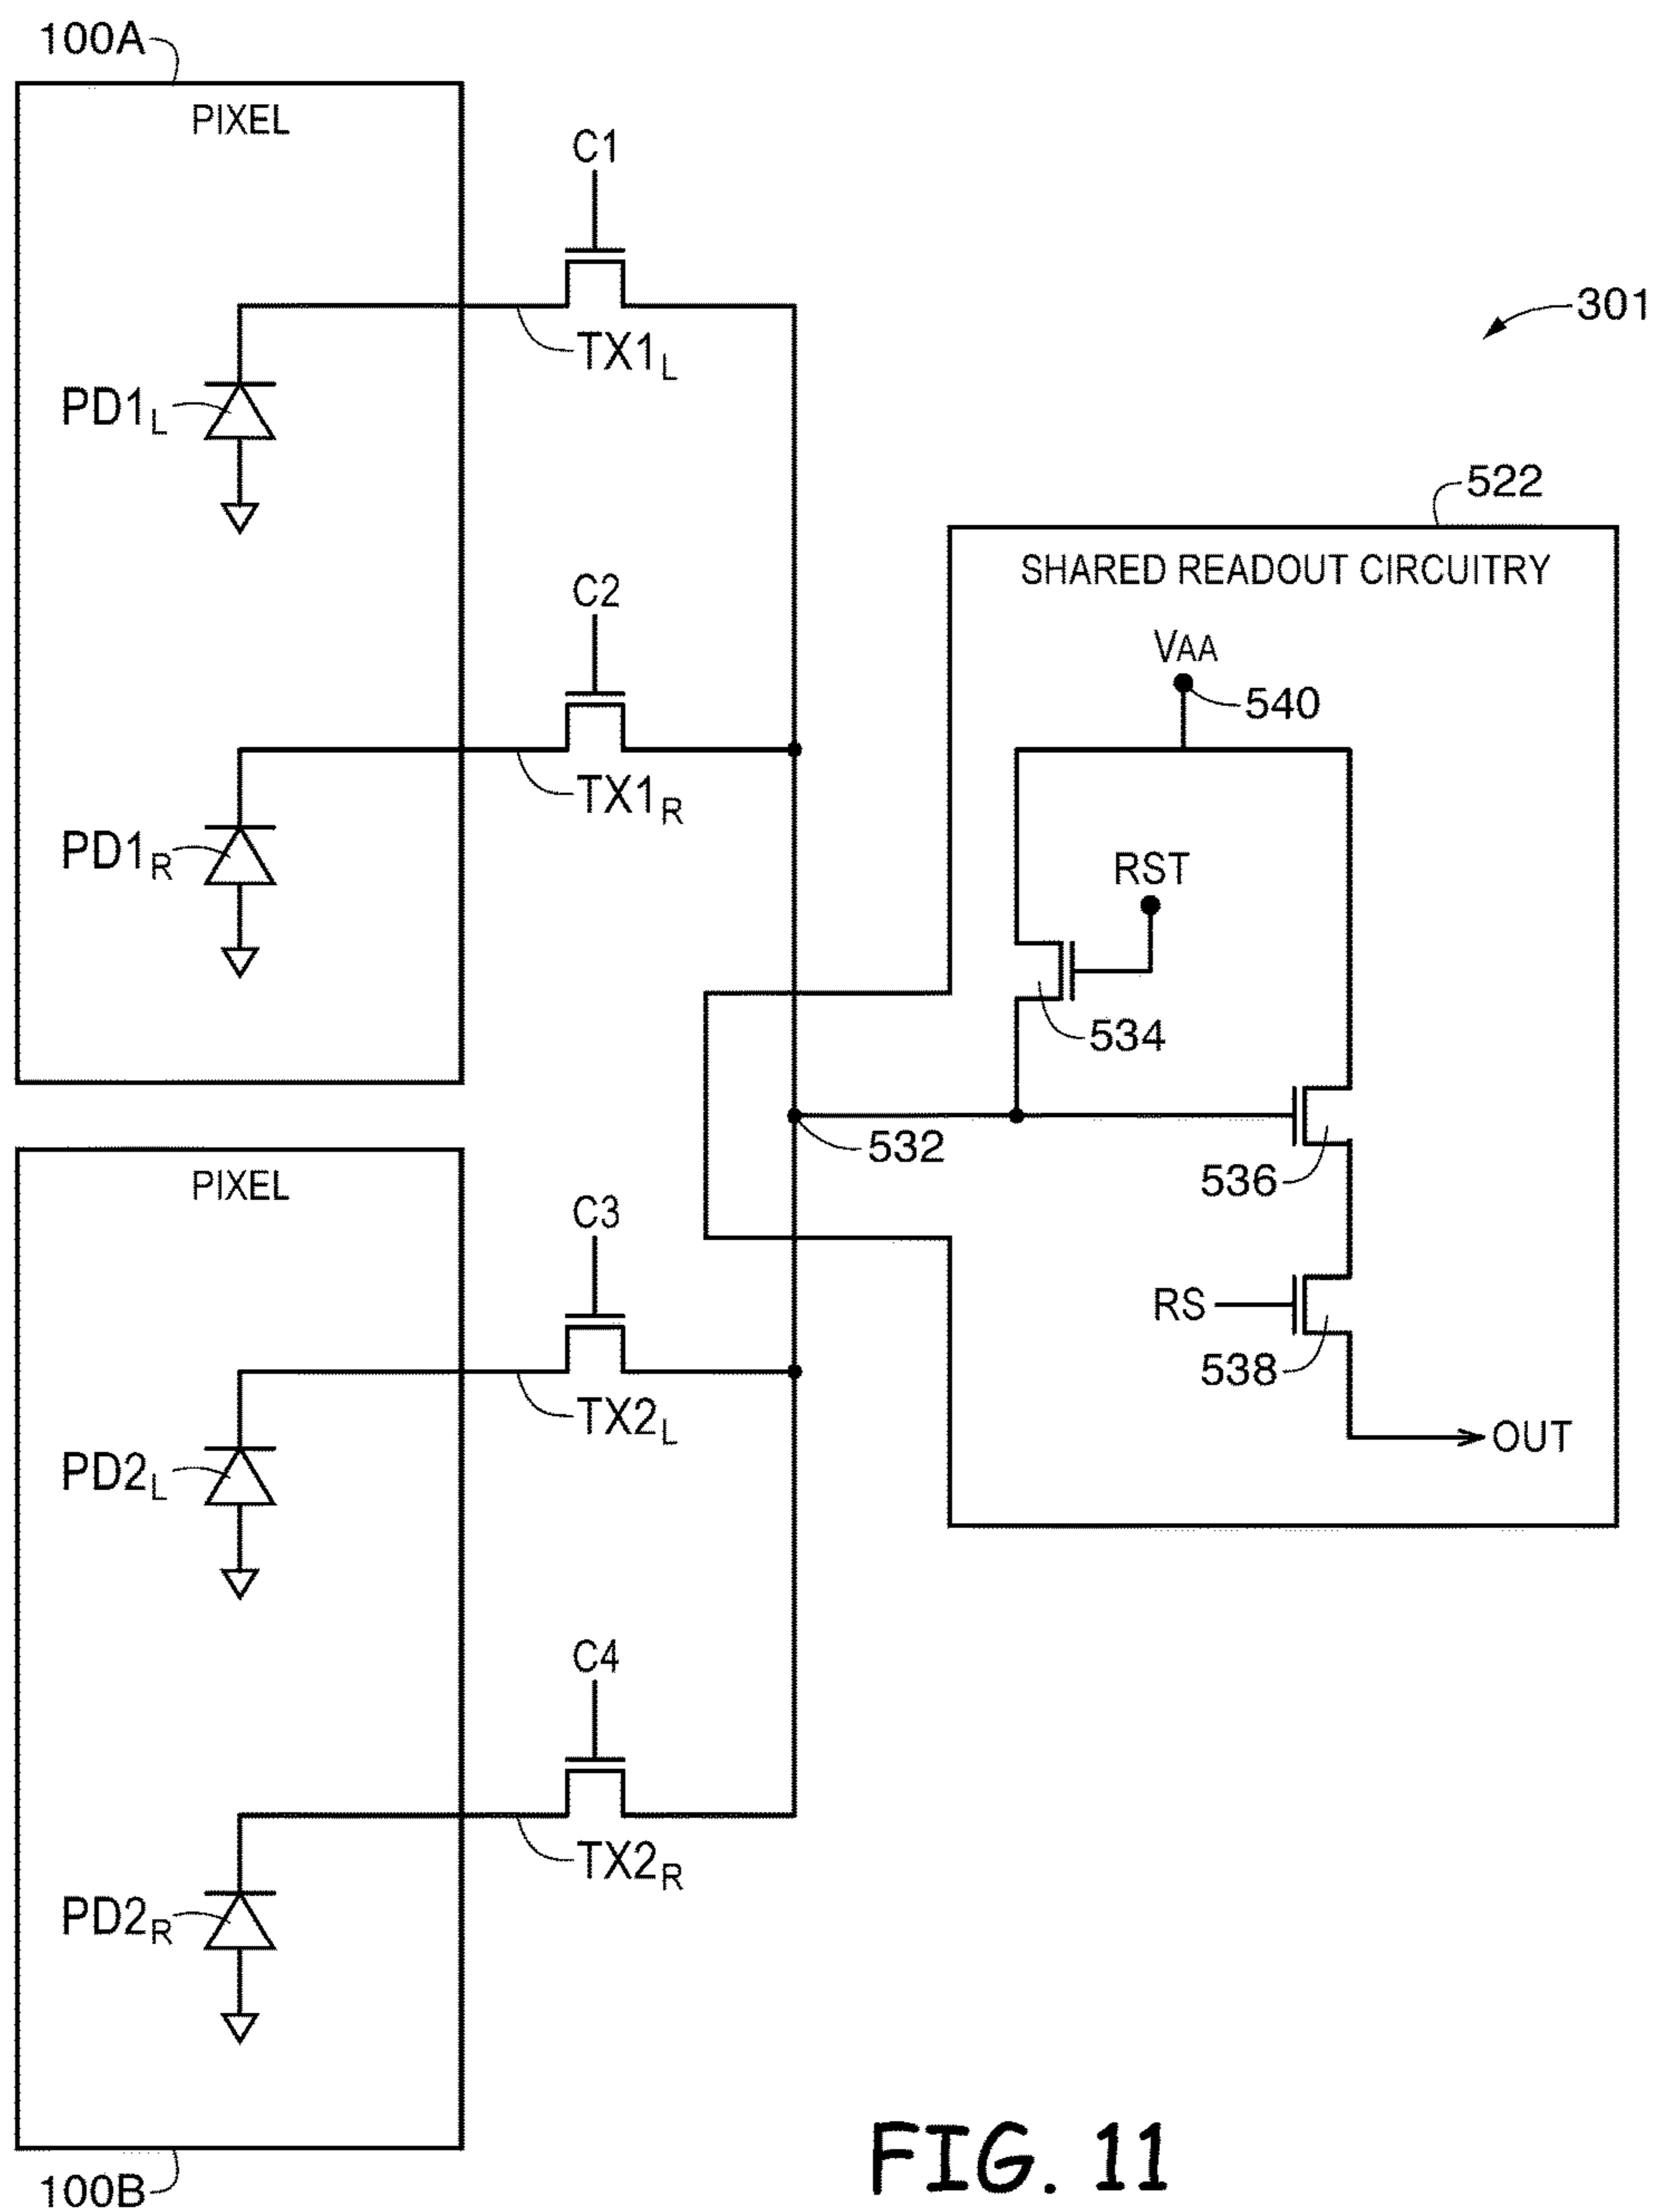 100A
PIXEL
C1
301
TX1L
PD1L
522
SHARED READOUT CIRCUITRY
C2
VAA
540
TX1R
PD1R
RST
534
532
536
PIXEL
C3
RS
538
TX2L
OUT
PD2L
C4
TX2R
PD2R
100B
FIG. 11